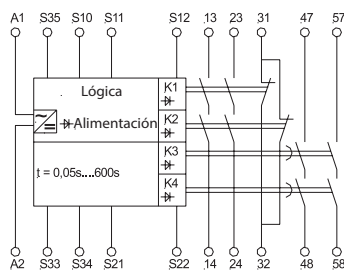 A1 S35 S10 S11 S12 13 23 31 47 57
Lógica K1
Alimentación K2
K3
t = 0,05s....600s
K4
A2 S33 S34 S21 S22 14 24 32 48 58